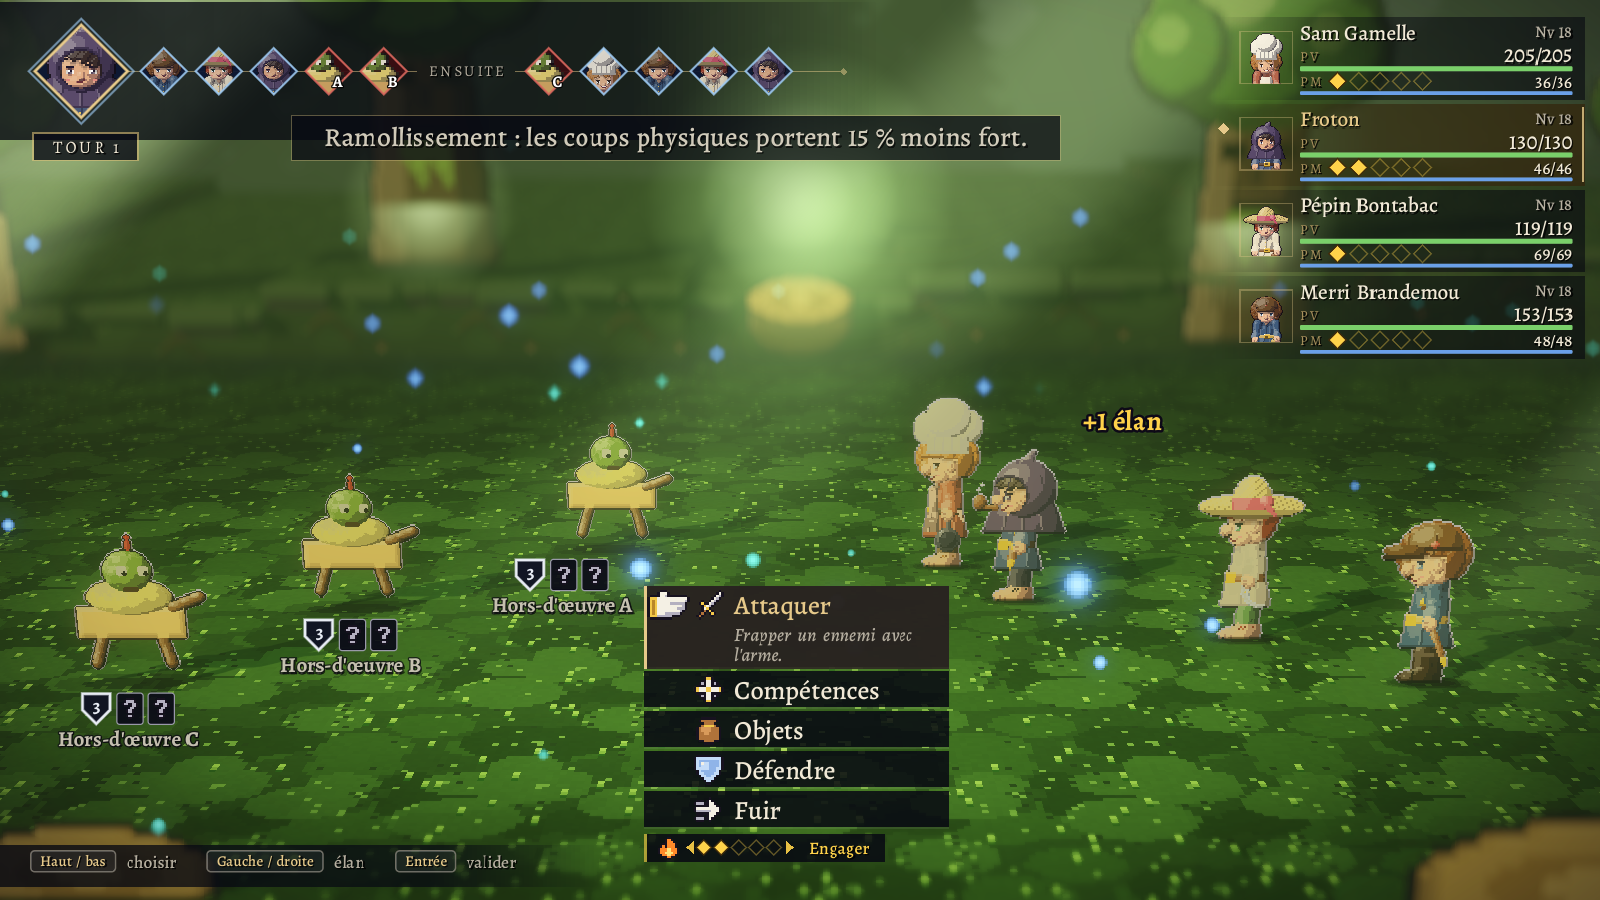 A
B
ENSUITE
C
TOUR 1
Ramollissement : les coups physiques portent 15 % moins fort.
Sam Gamelle
Nv 18
PV
205/205
PM
36/36
Froton
Nv 18
PV
130/130
PM
46/46
Pépin Bontabac
Nv 18
PV
119/119
PM
69/69
Merri Brandemou
Nv 18
PV
153/153
PM
48/48
+1 élan
3 ? ?
Hors-d'œuvre A
3 ? ?
Hors-d'œuvre B
3 ? ?
Hors-d'œuvre C
Attaquer
Frapper un ennemi avec
l'arme.
Compétences
Objets
Défendre
Fuir
Engager
Haut / bas choisir
Gauche / droite élan
Entrée valider